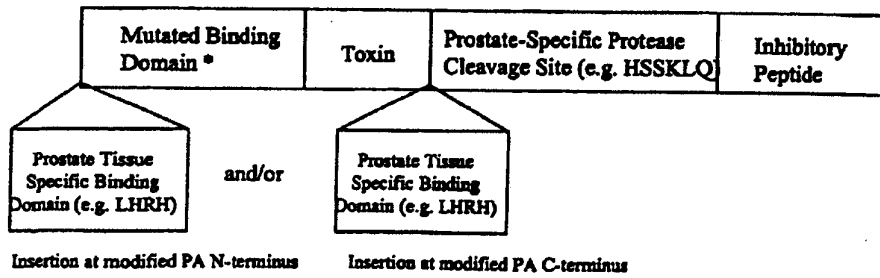 Mutated Binding
Domain *
Toxin
Prostate-Specific Protease
Cleavage Site (e.g. HSSKLQ)
Inhibitory
Peptide
Prostate Tissue
Specific Binding
Domain (e.g. LHRH)
and/or
Prostate Tissue
Specific Binding
Domain (e.g. LHRH)
Insertion at modified PA N-terminus
Insertion at modified PA C-terminus